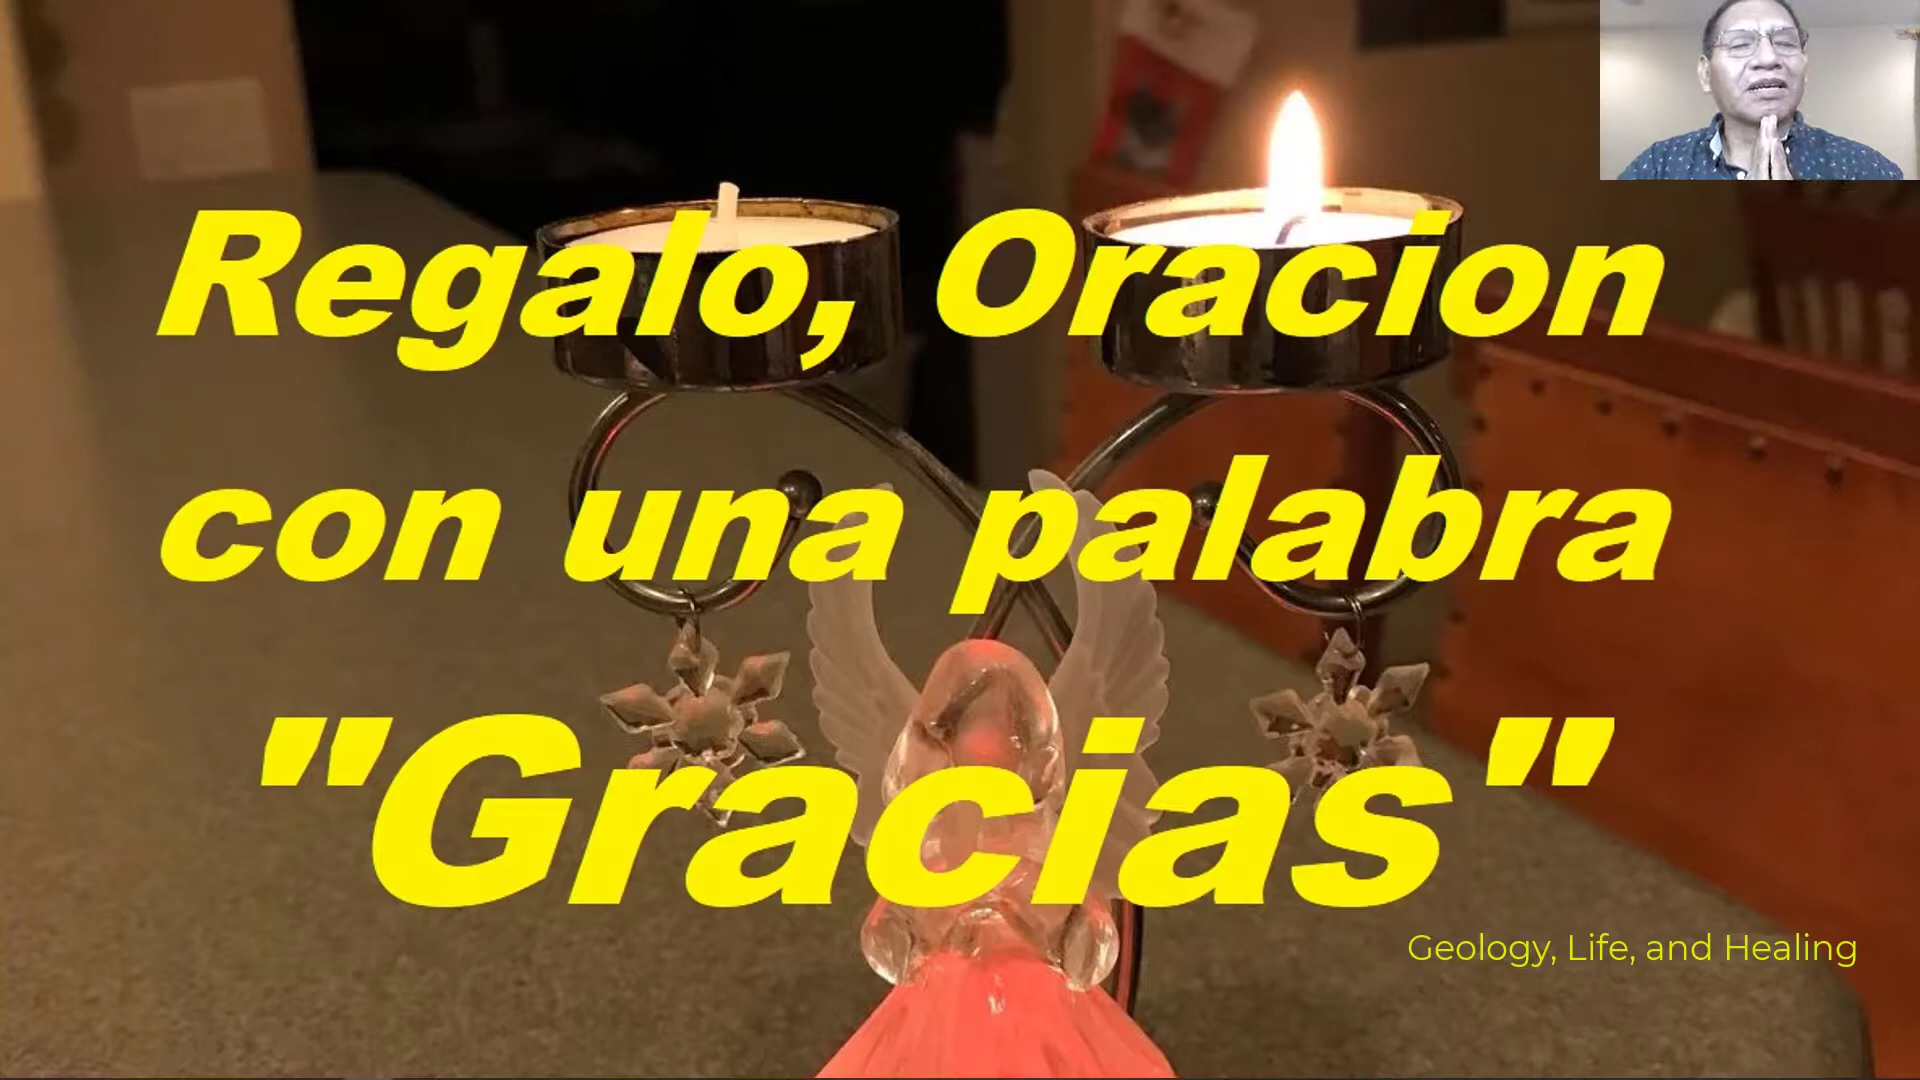 Regalo, Oracion
con una palabra
"Gracias"
Geology, Life, and Healing